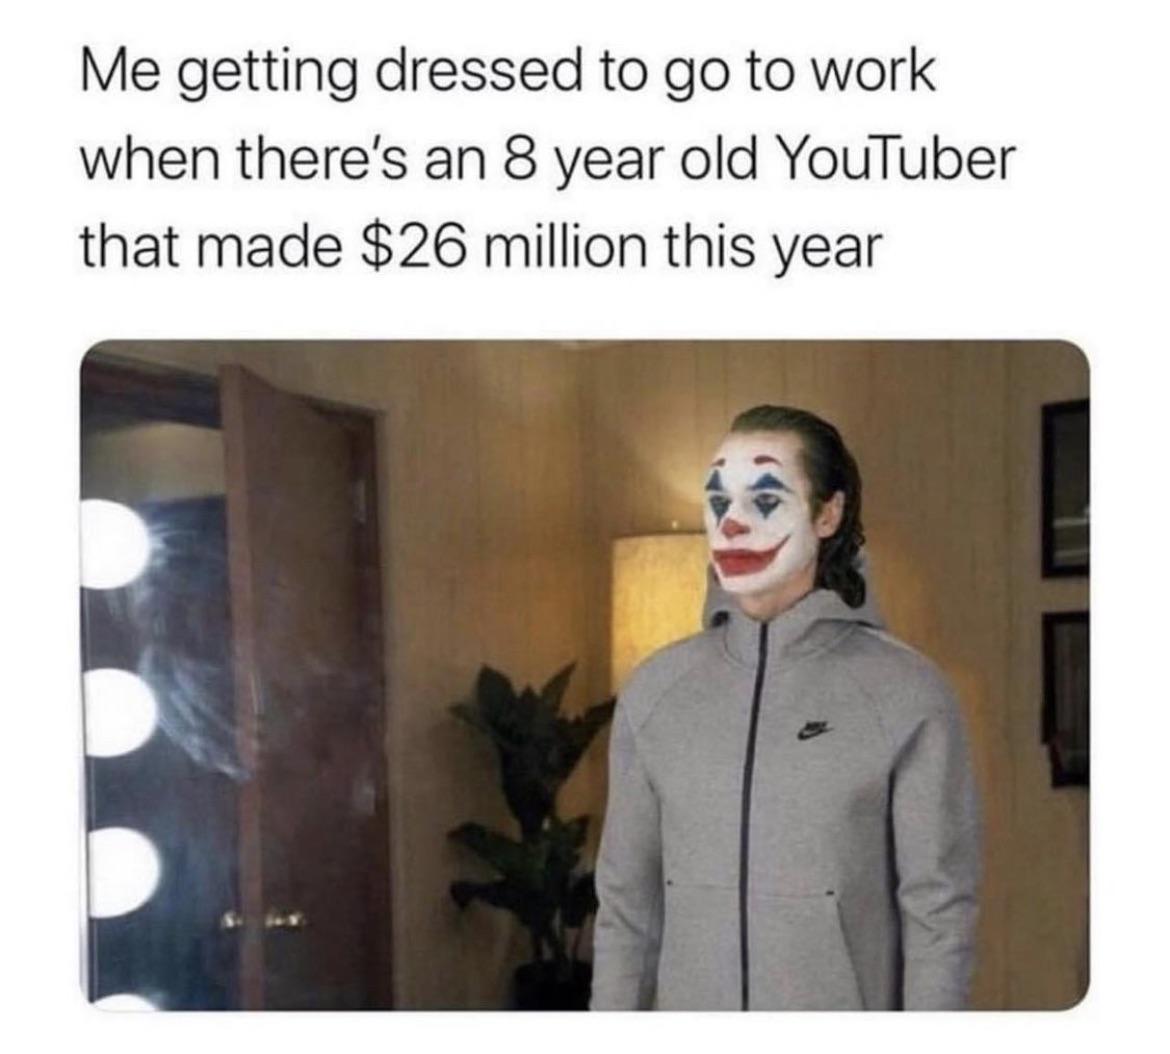 Me getting dressed to go to work
when there's an 8 year old YouTuber
that made $26 million this year